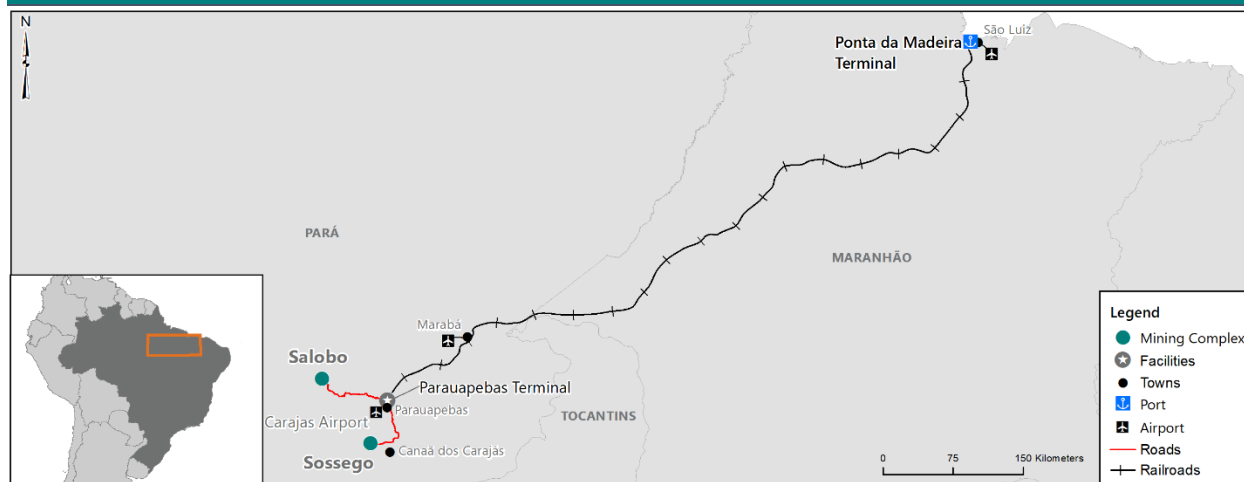 N
São Luiz
Ponta da Madeira
Terminal
PARÁ
MARANHÃO
Marabá
Salobo
Parauapebas Terminal
Parauapebas
Carajas Airport
TOCANTINS
Canaã dos Carajás
Sossego
Legend
Mining Complex
Facilities
Towns
Port
Airport
Roads
Railroads
0 75 150 Kilometers